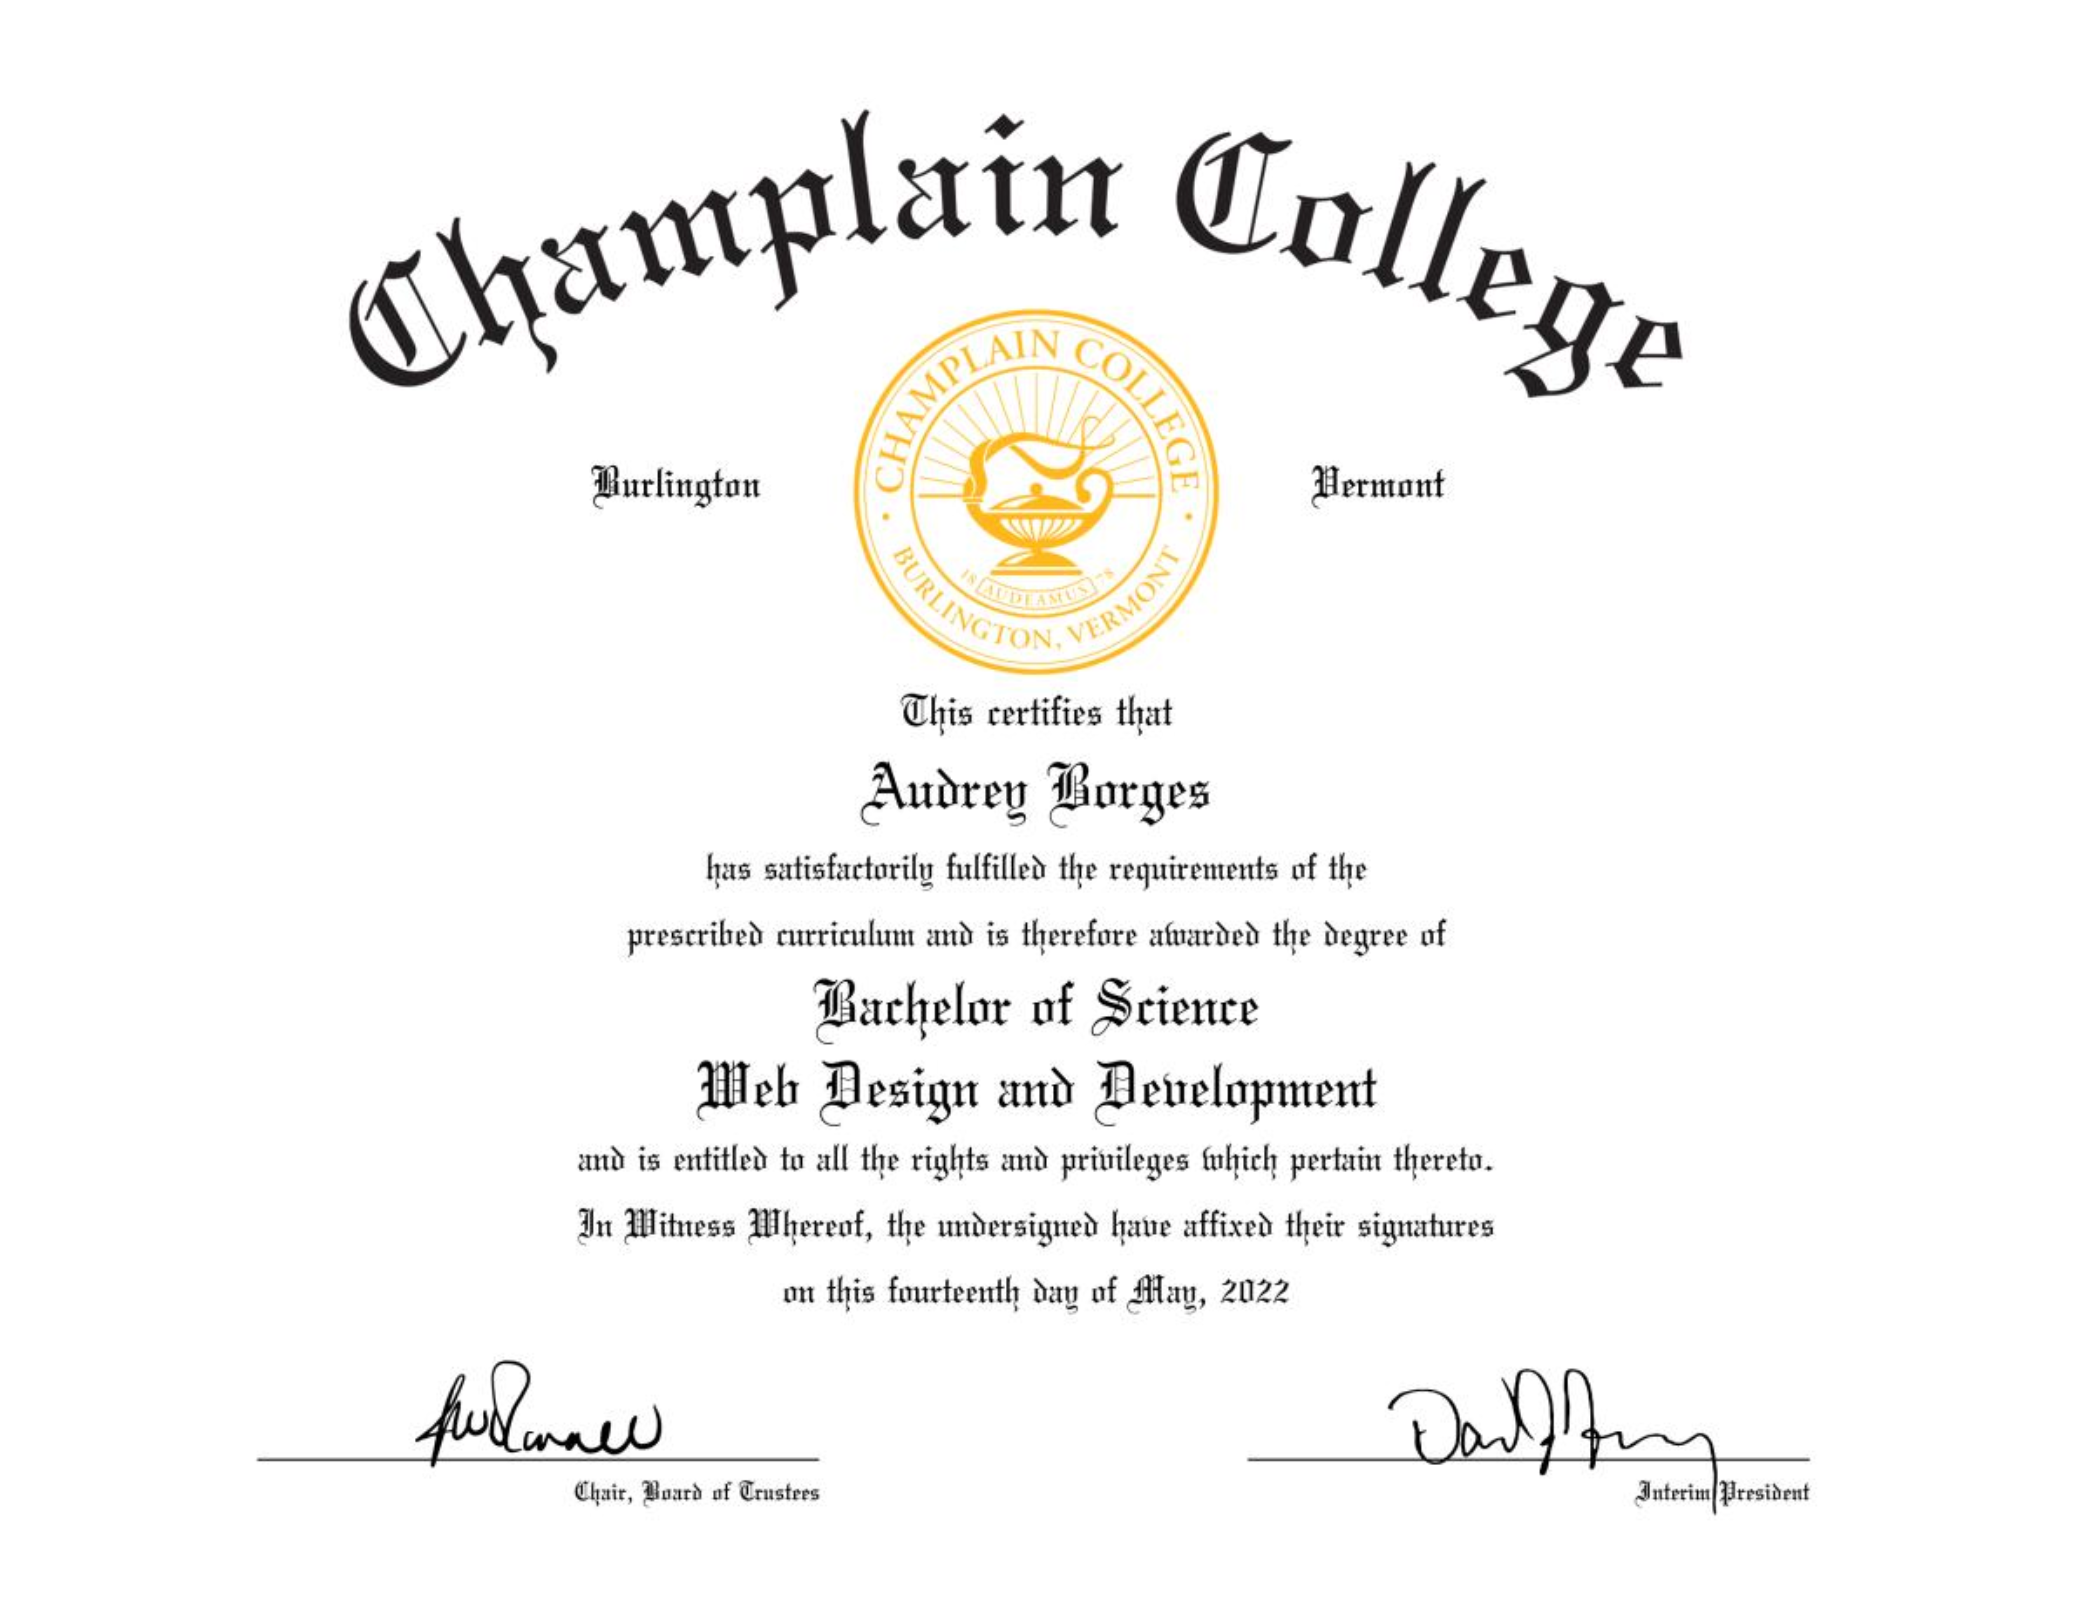 Champlain College
CHAMPLAIN COLLEGE
Burlington
Vermont
18 AUDEAMUS 78
BURLINGTON, VERMONT
This certifies that
Audrey Borges
has satisfactorily fulfilled the requirements of the
prescribed curriculum and is therefore awarded the degree of
Bachelor of Science
Web Design and Development
and is entitled to all the rights and privileges which pertain thereto.
In Witness Whereof, the undersigned have affixed their signatures
on this fourteenth day of May, 2022
Chair, Board of Trustees
Interim President